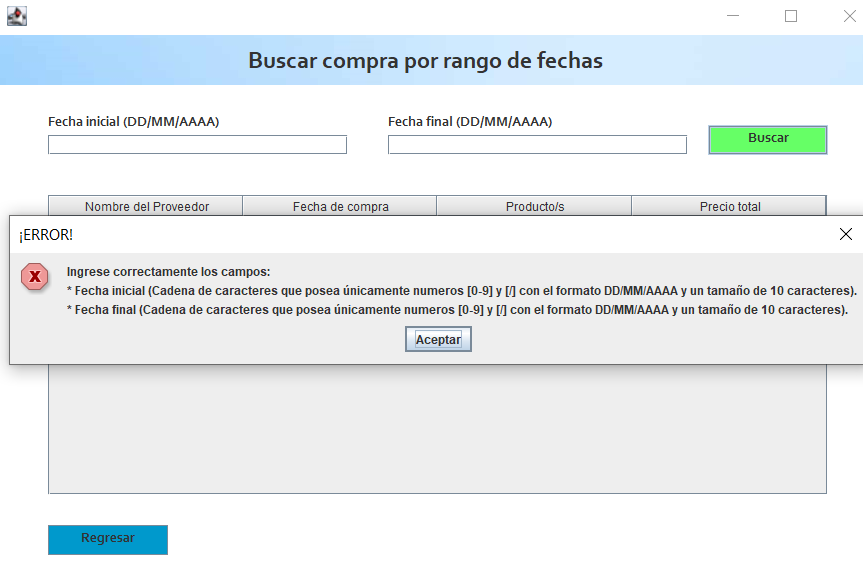 Buscar compra por rango de fechas
Fecha inicial (DD/MM/AAAA)
Fecha final (DD/MM/AAAA)
Buscar
Nombre del Proveedor
Fecha de compra
Producto/s
Precio total
¡ERROR!
Ingrese correctamente los campos:
* Fecha inicial (Cadena de caracteres que posea únicamente numeros [0-9] y [/] con el formato DD/MM/AAAA y un tamaño de 10 caracteres).
* Fecha final (Cadena de caracteres que posea únicamente numeros [0-9] y [/] con el formato DD/MM/AAAA y un tamaño de 10 caracteres).
Aceptar
Regresar